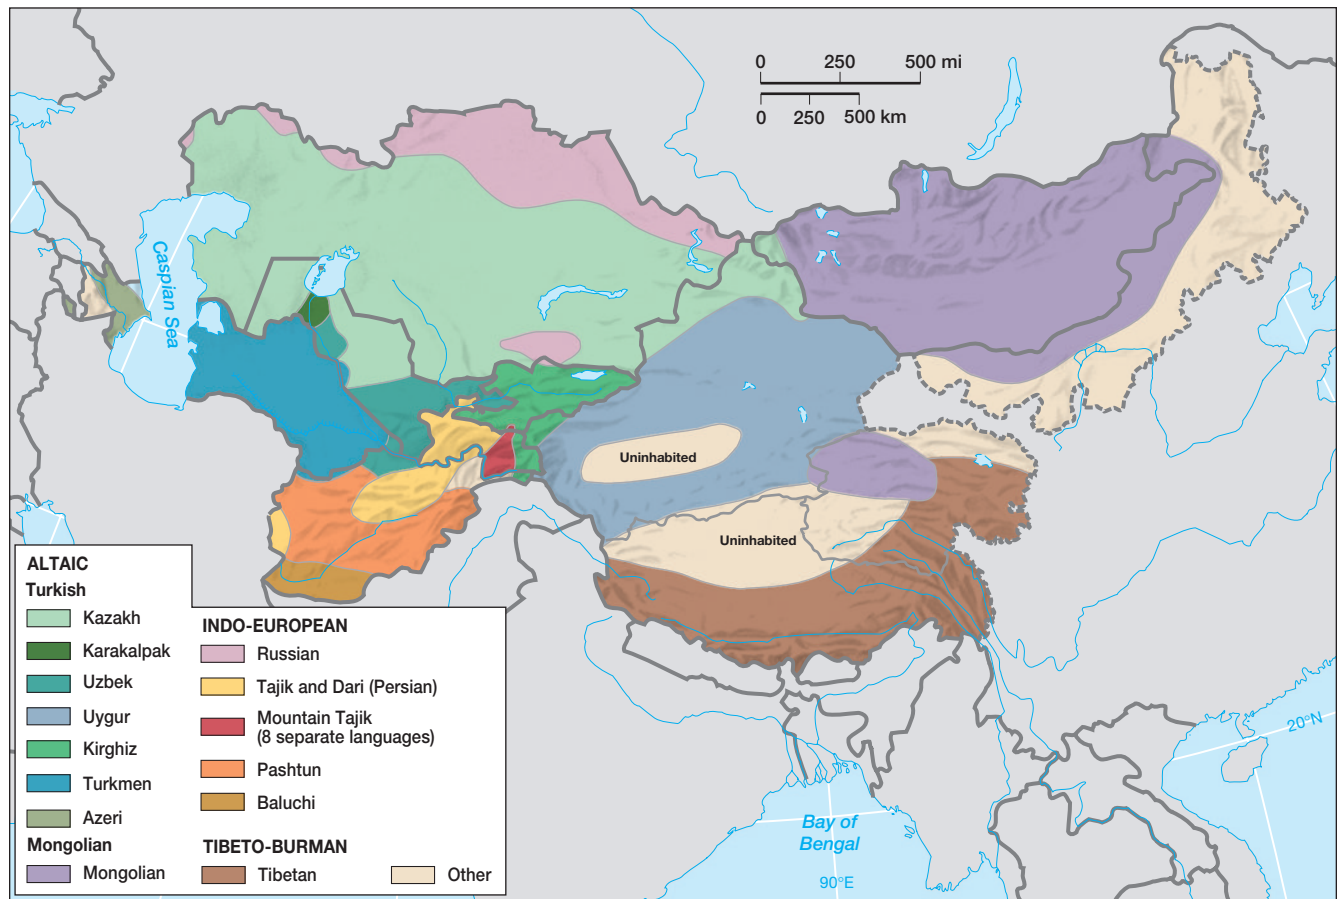 0 250 500 mi
0 250 500 km
Caspian Sea
Uninhabited
Uninhabited
ALTAIC
Turkish
Kazakh
Karakalpak
Uzbek
Uygur
Kirghiz
Turkmen
Azeri
Mongolian
Mongolian
INDO-EUROPEAN
Russian
Tajik and Dari (Persian)
Mountain Tajik
(8 separate languages)
Pashtun
Baluchi
TIBETO-BURMAN
Tibetan
Other
20°N
Bay of
Bengal
90°E